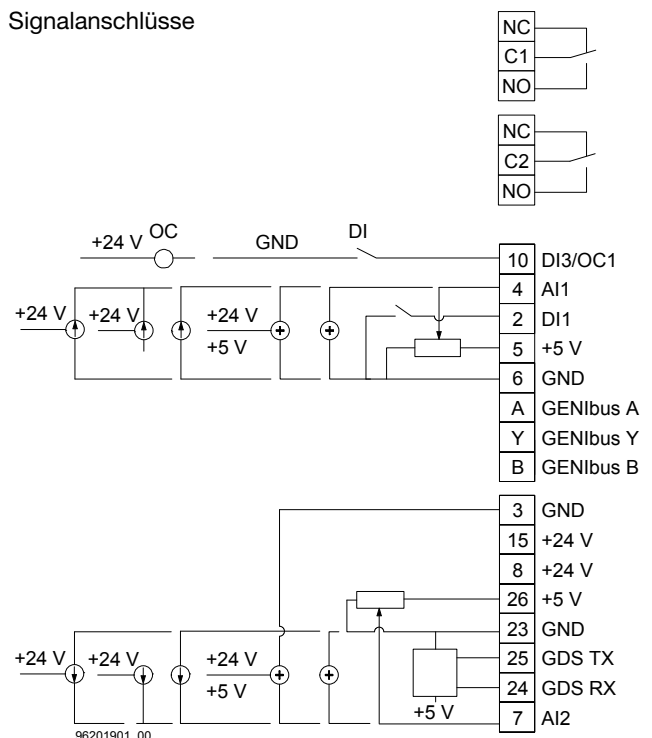 Signalanschlüsse
NC
C1
NO
NC
C2
NO
+24 V OC GND DI
10 DI3/OC1
4 AI1
+24 V +24 V +24 V 2 DI1
+5 V 5 +5 V
6 GND
A GENIbus A
Y GENIbus Y
B GENIbus B
3 GND
15 +24 V
8 +24 V
26 +5 V
23 GND
+24 V +24 V +24 V 25 GDS TX
+5 V 24 GDS RX
+5 V 7 AI2
96201901_00